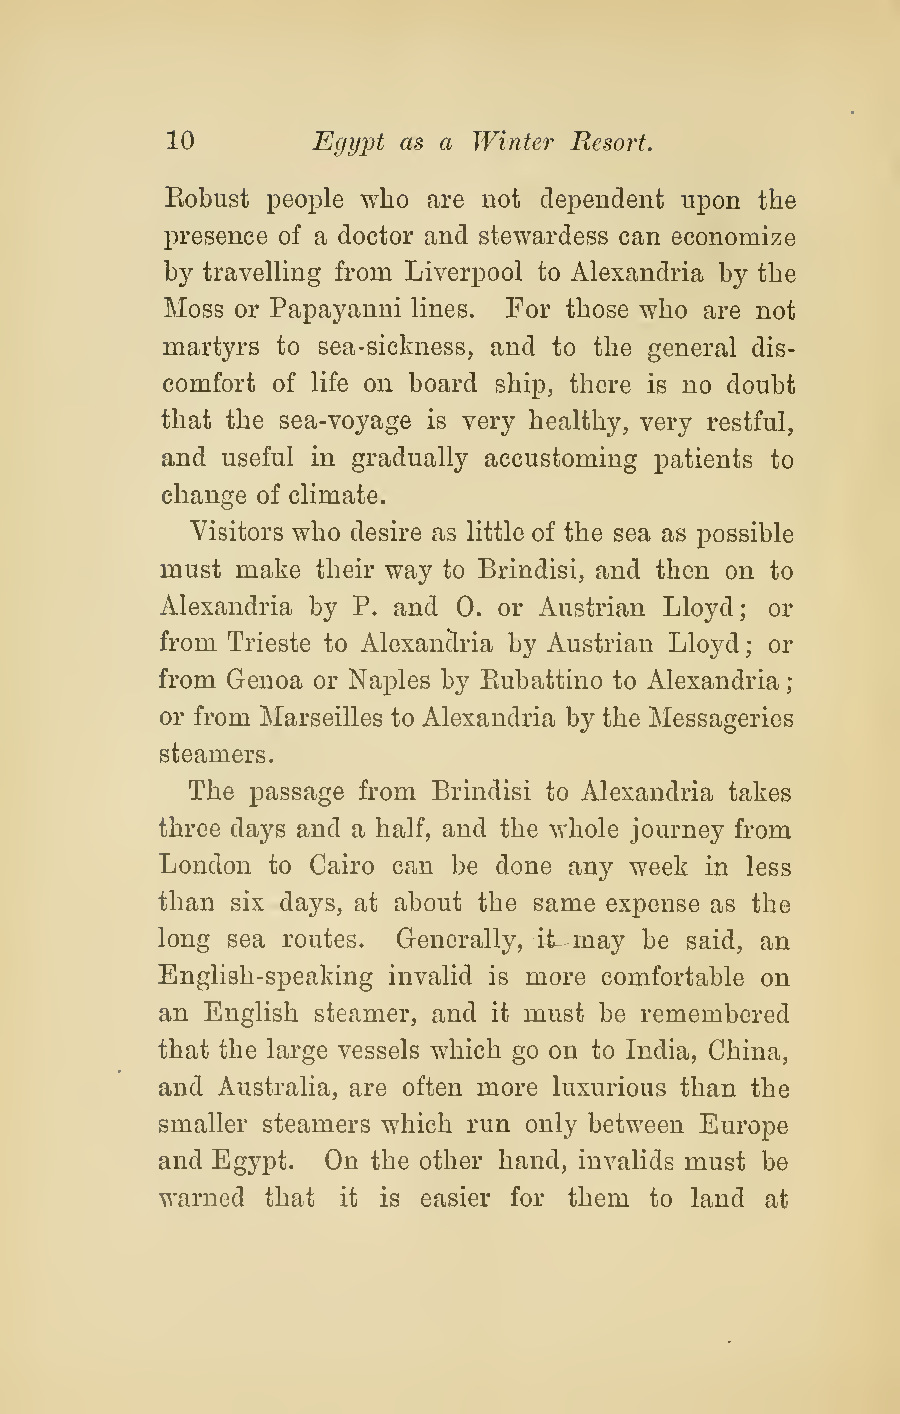 10 Egypt as a Winter Resort.
Robust people who are not dependent upon the
presence of a doctor and stewardess can economize
by travelling from Liverpool to Alexandria by the
Moss or Papayanni lines. For those who are not
martyrs to sea-sickness, and to the general dis-
comfort of life on board ship, there is no doubt
that the sea-voyage is very healthy, very restful,
and useful in gradually accustoming patients to
change of climate.
Visitors who desire as little of the sea as possible
must make their way to Brindisi, and then on to
Alexandria by P. and O. or Austrian Lloyd; or
from Trieste to Alexandria by Austrian Lloyd; or
from Genoa or Naples by Rubattino to Alexandria;
or from Marseilles to Alexandria by the Messageries
steamers.
The passage from Brindisi to Alexandria takes
three days and a half, and the whole journey from
London to Cairo can be done any week in less
than six days, at about the same expense as the
long sea routes. Generally, it may be said, an
English-speaking invalid is more comfortable on
an English steamer, and it must be remembered
that the large vessels which go on to India, China,
and Australia, are often more luxurious than the
smaller steamers which run only between Europe
and Egypt. On the other hand, invalids must be
warned that it is easier for them to land at